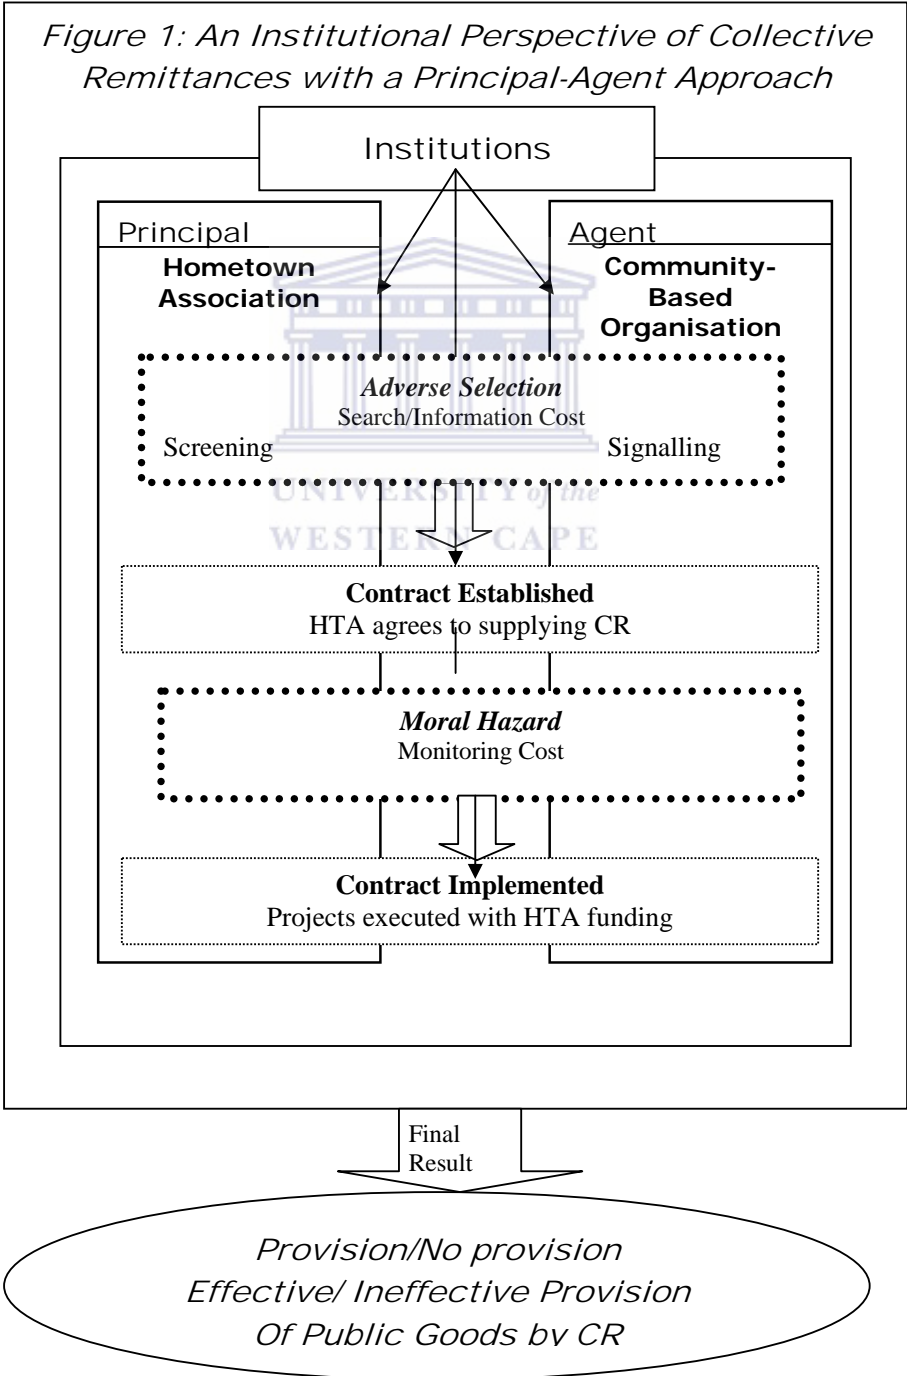 Figure 1: An Institutional Perspective of Collective
Remittances with a Principal-Agent Approach
Institutions
Principal
Hometown
Association
Agent
Community-
Based
Organisation
Adverse Selection
Search/Information Cost
Screening
Signalling
UNIVERSITY of the
WESTERN CAPE
Contract Established
HTA agrees to supplying CR
Moral Hazard
Monitoring Cost
Contract Implemented
Projects executed with HTA funding
Final
Result
Provision/No provision
Effective/ Ineffective Provision
Of Public Goods by CR